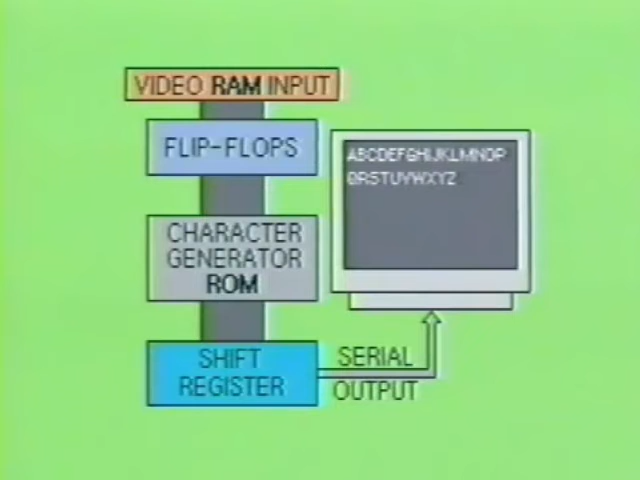 VIDEO RAM INPUT
FLIP-FLOPS
ABCDEFGHIJKLMNOP
QRSTUVWXYZ
CHARACTER
GENERATOR
ROM
SHIFT
REGISTER
SERIAL
OUTPUT